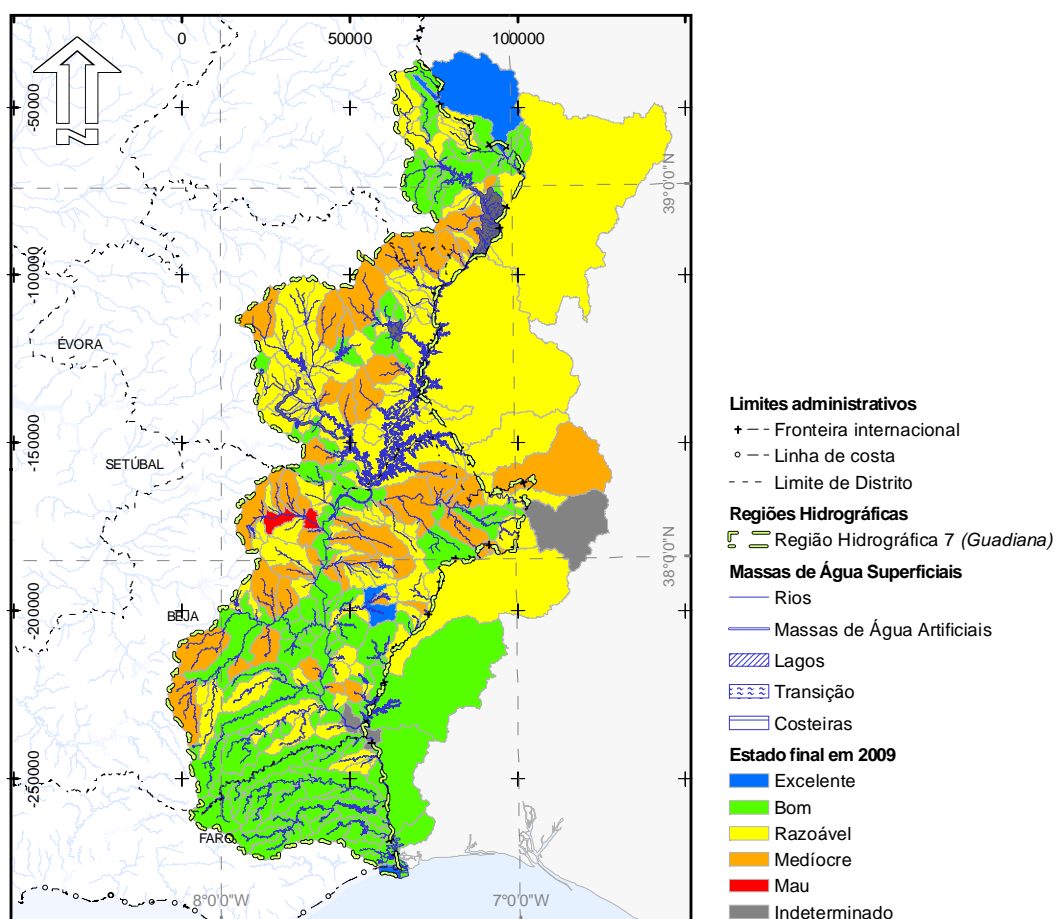 0 50000 100000
N
-50000
39°0'0"N
-100000
ÉVORA
-150000
SETÚBAL
38°0'0"N
-200000
BEJA
-250000
FARO
8°0'0"W 7°0'0"W
Limites administrativos
Fronteira internacional
Linha de costa
Limite de Distrito
Regiões Hidrográficas
Região Hidrográfica 7 (Guadiana)
Massas de Água Superficiais
Rios
Massas de Água Artificiais
Lagos
Transição
Costeiras
Estado final em 2009
Excelente
Bom
Razoável
Medíocre
Mau
Indeterminado